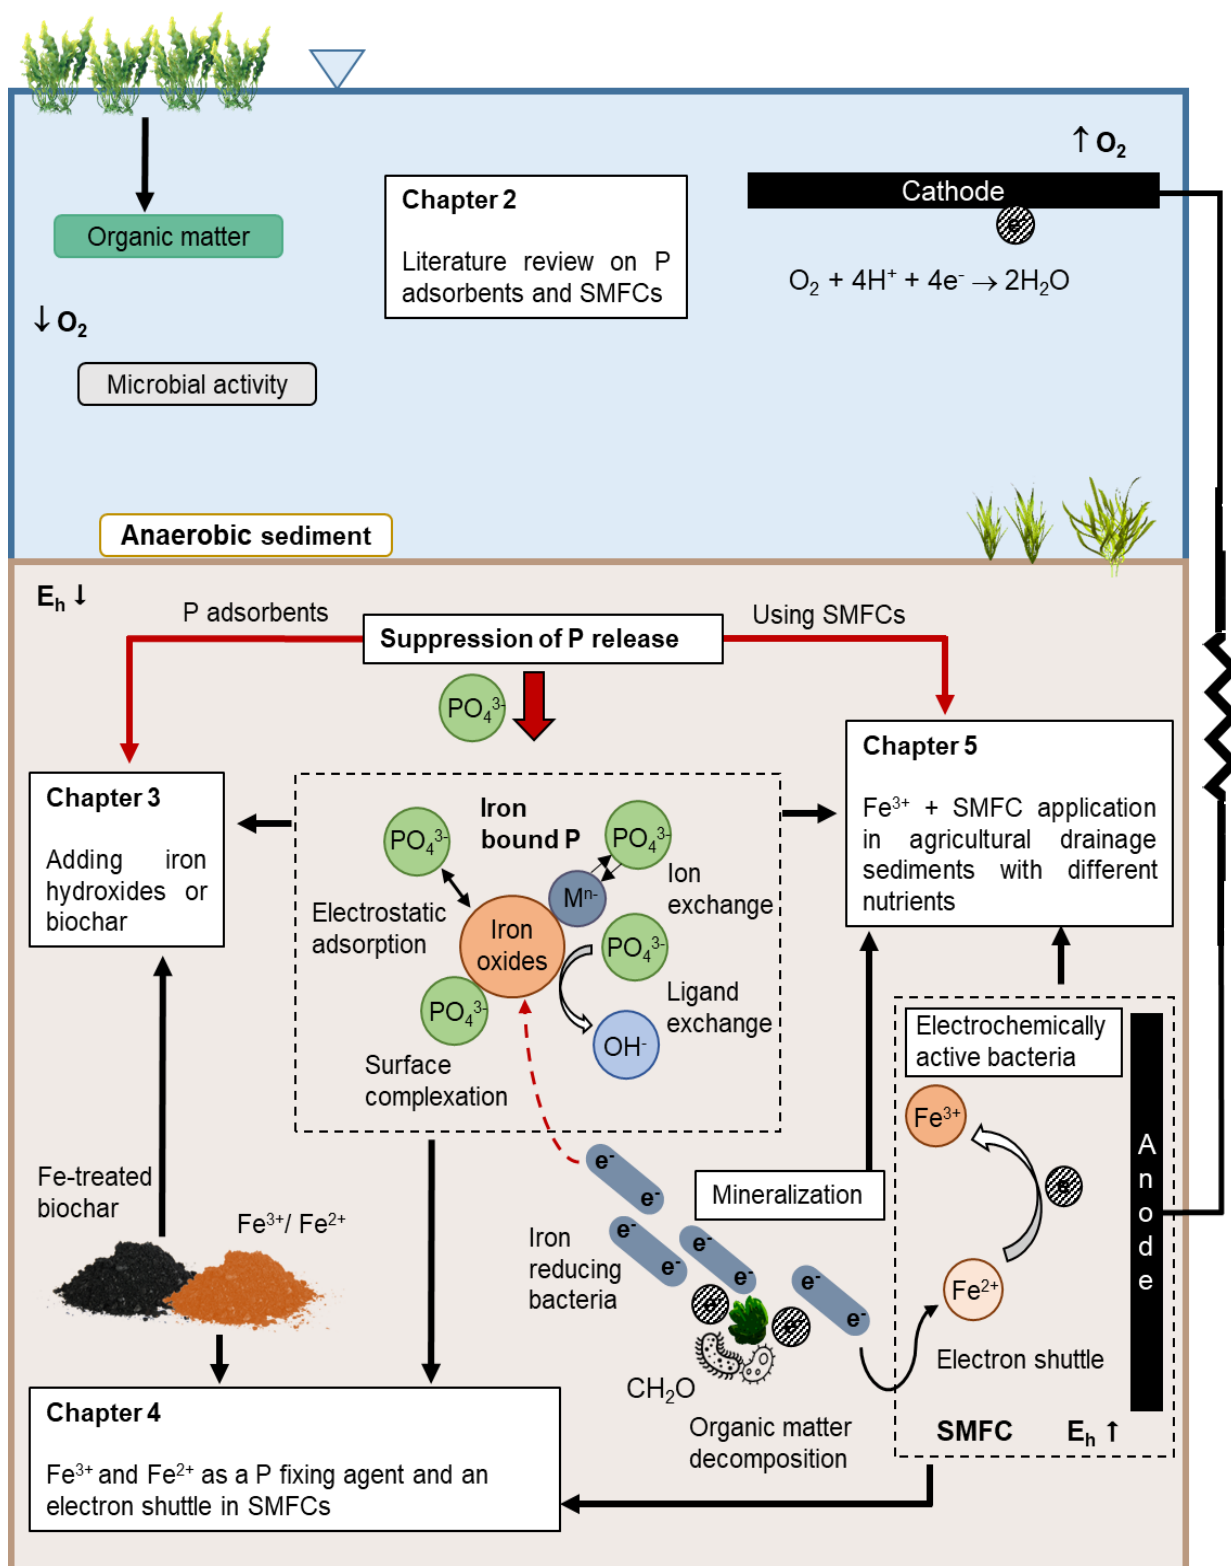 ↑ O₂
Cathode
e⁻
O₂ + 4H⁺ + 4e⁻ → 2H₂O
Chapter 2
Literature review on P
adsorbents and SMFCs
Organic matter
↓ O₂
Microbial activity
Anaerobic sediment
Eₕ ↓
P adsorbents
Suppression of P release
Using SMFCs
PO₄³⁻
Chapter 3
Adding iron
hydroxides or
biochar
Iron
bound P
PO₄³⁻
PO₄³⁻
Mⁿ⁻
Ion
exchange
Electrostatic
adsorption
Iron
oxides
PO₄³⁻
PO₄³⁻
Ligand
exchange
OH⁻
Surface
complexation
Chapter 5
Fe³⁺ + SMFC application
in agricultural drainage
sediments with different
nutrients
Electrochemically
active bacteria
Fe³⁺
e⁻
Fe²⁺
Electron shuttle
Anode
SMFC
Eₕ ↑
Fe-treated
biochar
Fe³⁺/ Fe²⁺
Mineralization
e⁻
e⁻
e⁻
e⁻
e⁻
e⁻
e⁻
e⁻
e⁻
e⁻
Iron
reducing
bacteria
CH₂O
Organic matter
decomposition
Chapter 4
Fe³⁺ and Fe²⁺ as a P fixing agent and an
electron shuttle in SMFCs